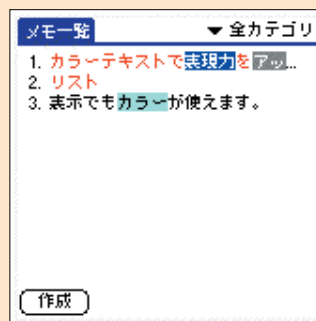 メモ一覧 ▼ 全カテゴリ
1. カラーテキストで表現力をアッ...
2. リスト
3. 表示でもカラーが使えます。
作成